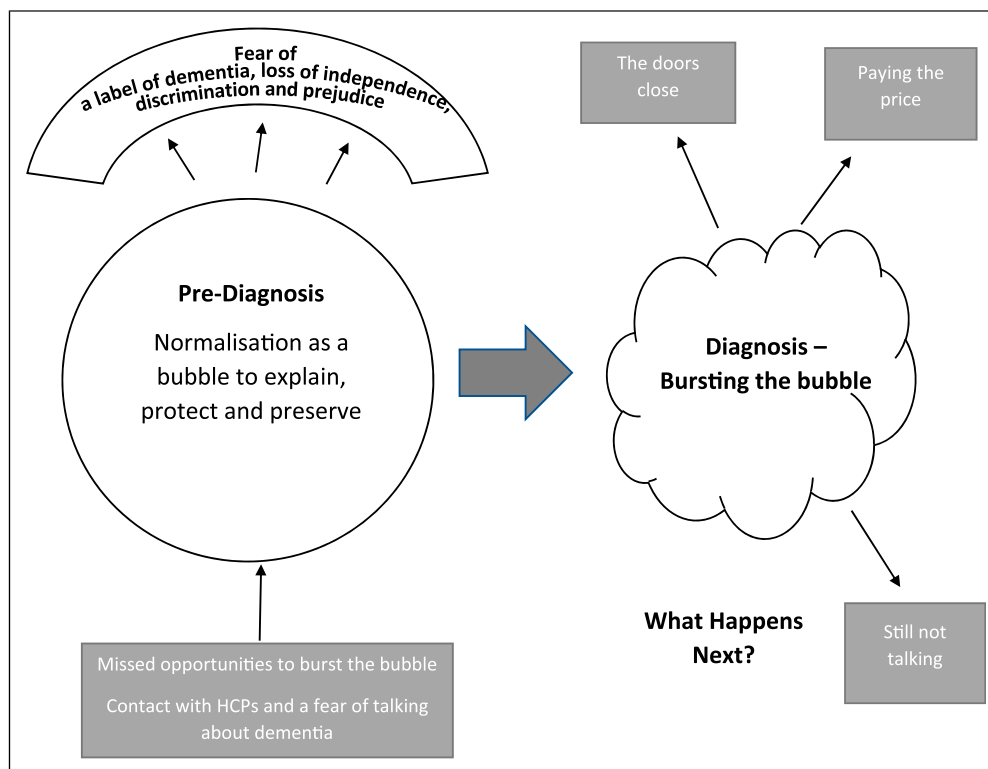 Fear of
a label of dementia, loss of independence,
discrimination and prejudice
Pre-Diagnosis
Normalisation as a
bubble to explain,
protect and preserve
Missed opportunities to burst the bubble
Contact with HCPs and a fear of talking
about dementia
The doors
close
Paying the
price
Diagnosis –
Bursting the bubble
What Happens
Next?
Still not
talking